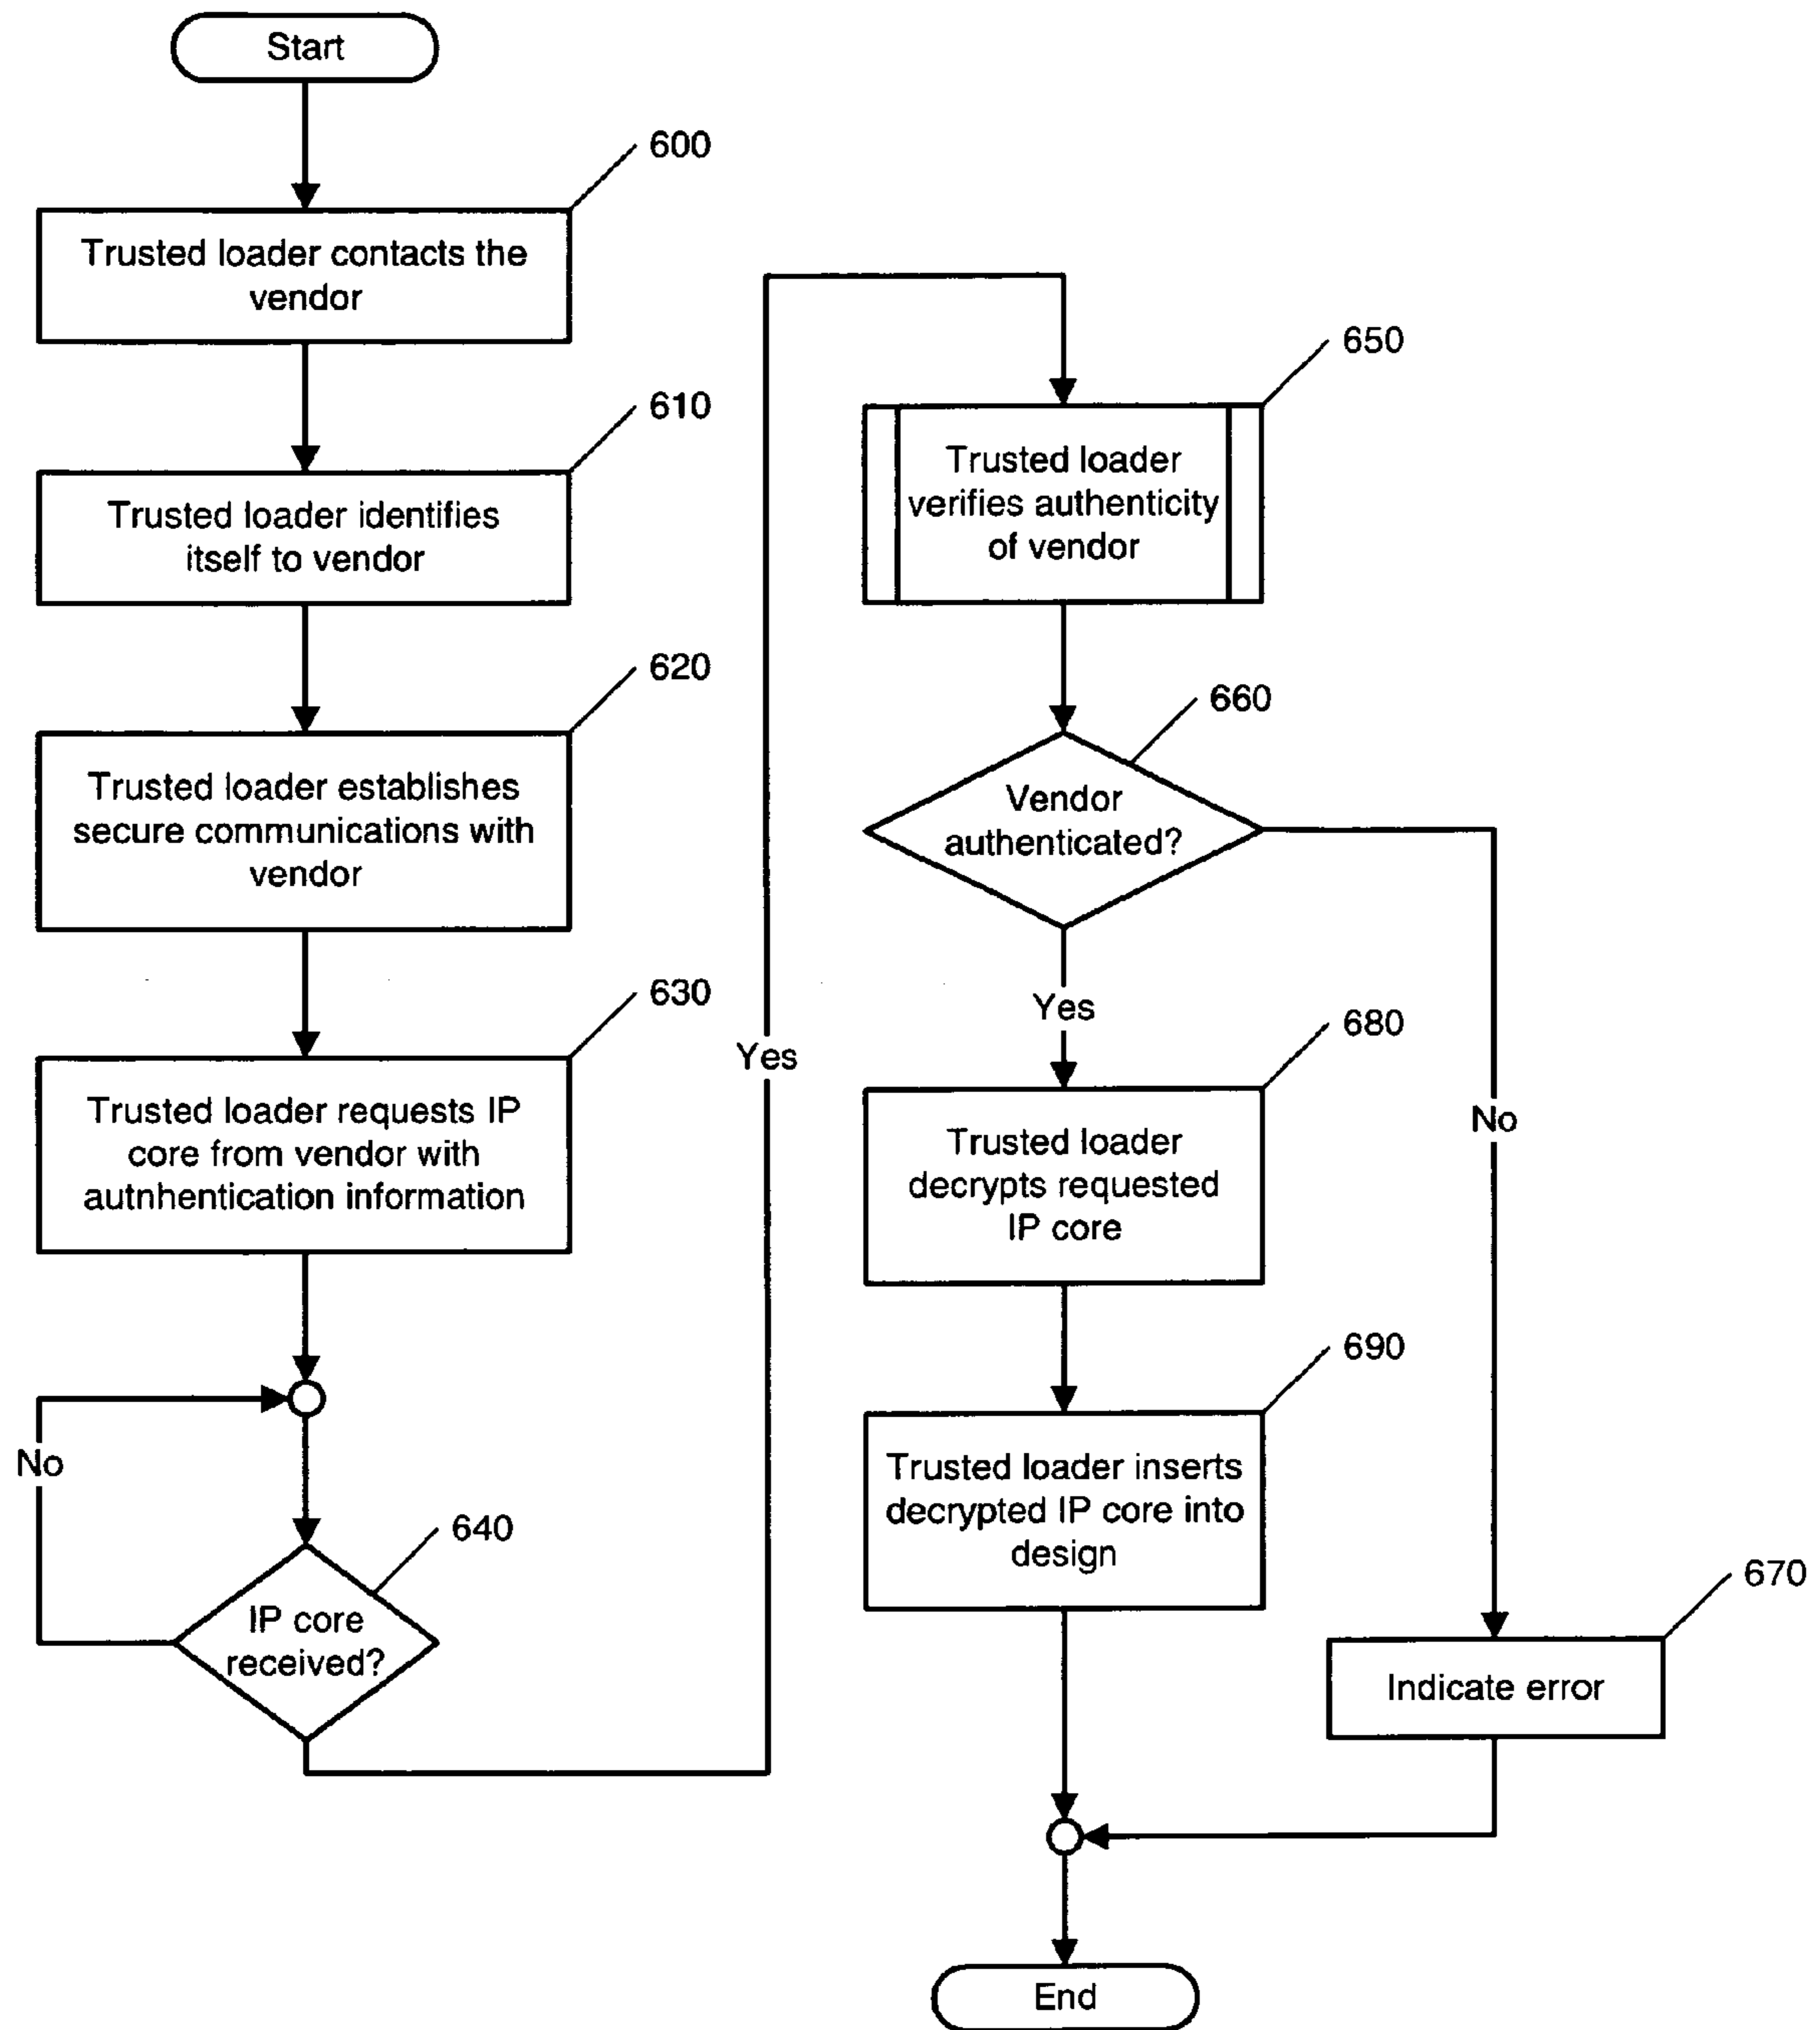 Start
600
Trusted loader contacts the
vendor
610
Trusted loader identifies
itself to vendor
620
Trusted loader establishes
secure communications with
vendor
630
Trusted loader requests IP
core from vendor with
autnhentication information
No
640
IP core
received?
Yes
650
Trusted loader
verifies authenticity
of vendor
660
Vendor
authenticated?
Yes
No
680
Trusted loader
decrypts requested
IP core
690
Trusted loader inserts
decrypted IP core into
design
670
Indicate error
End